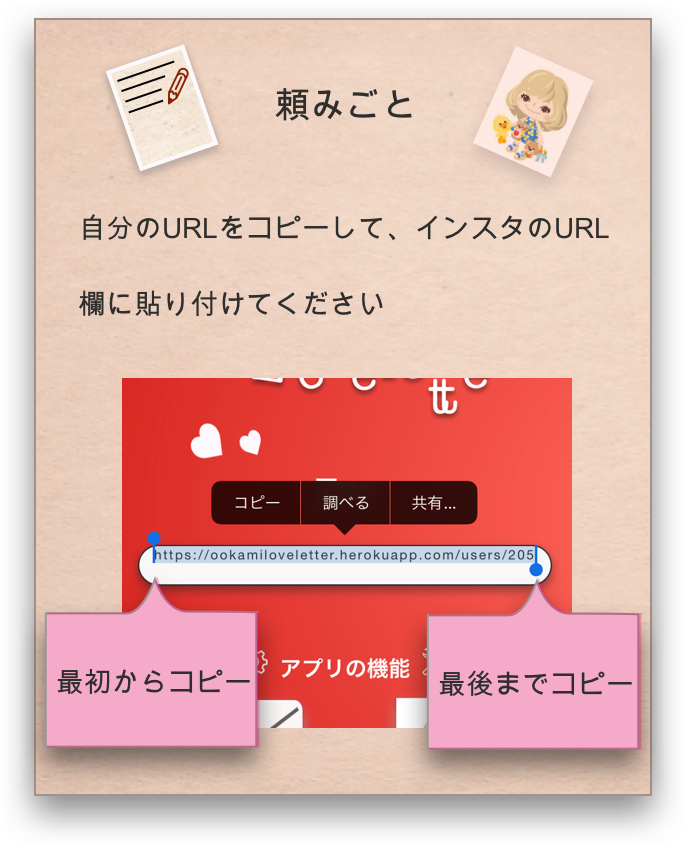 頼みごと
自分のURLをコピーして、インスタのURL
欄に貼り付けてください
コピー 調べる 共有...
https://ookamiloveletter.herokuapp.com/users/205
最初からコピー
最後までコピー
アプリの機能